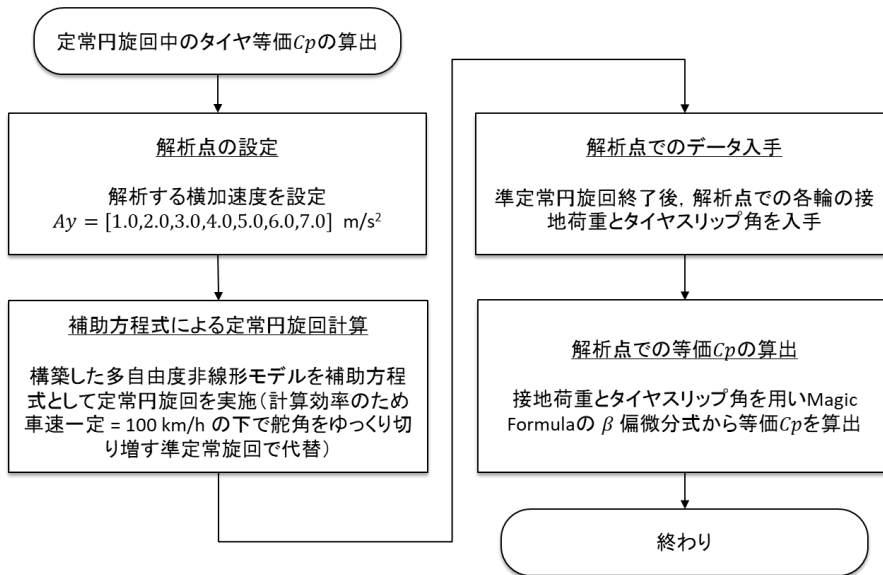 定常円旋回中のタイヤ等価Cpの算出
解析点の設定
解析する横加速度を設定
Ay = [1.0,2.0,3.0,4.0,5.0,6.0,7.0] m/s²
補助方程式による定常円旋回計算
構築した多自由度非線形モデルを補助方程
式として定常円旋回を実施（計算効率のため
車速一定 = 100 km/h の下で舵角をゆっくり切
り増す準定常旋回で代替）
解析点でのデータ入手
準定常円旋回終了後，解析点での各輪の接
地荷重とタイヤスリップ角を入手
解析点での等価Cpの算出
接地荷重とタイヤスリップ角を用いMagic
Formulaの β 偏微分式から等価Cpを算出
終わり